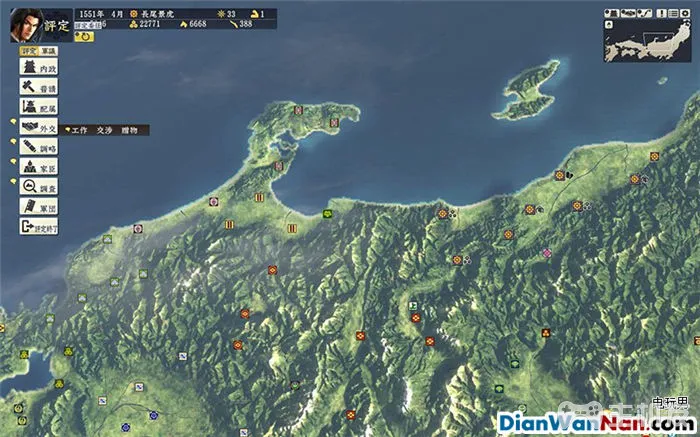 1551年 4月 長尾景虎 33 1
評定 22771 6668 388
評定 軍議
内政
普請
配属
外交 工作 交渉 贈物
調略
家臣
調査
軍団
評定終了
电玩男
DianWanNan.com